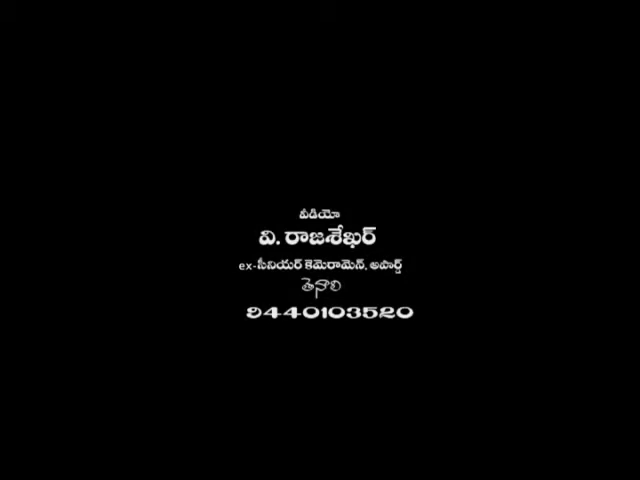 వీడియో
వి. రాజశేఖర్
ex-సీనియర్ కెమెరామెన్, అపార్డ్
తెనాలి
9440103520